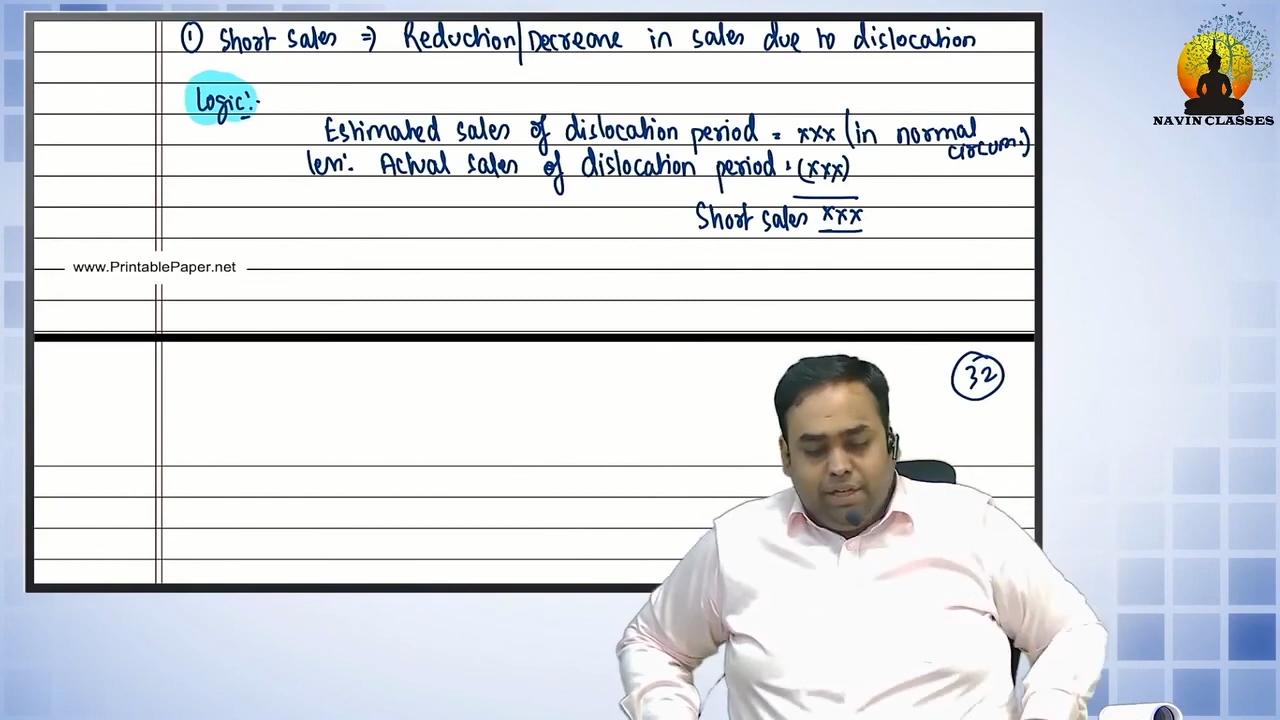 ① Short sales ⇒ Reduction/Decrease in sales due to dislocation
Logic:-
Estimated sales of dislocation period = xxx (in normal circum.)
less: Actual sales of dislocation period = (xxx)
Short sales xxx
www.PrintablePaper.net
32
NAVIN CLASSES